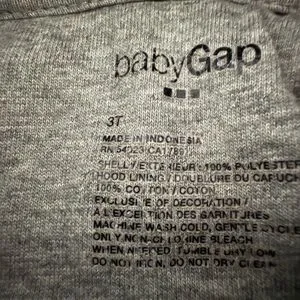 babyGap
3T
MADE IN INDONESIA
RN 54023 CA17897
SHELL / EXTÉRIEUR : 100% POLYESTER
HOOD LINING / DOUBLURE DU CAPUCH
100% COTTON / COTON
EXCLUSIVE OF DECORATION /
À L'EXCEPTION DES GARNITURES
MACHINE WASH COLD, GENTLE CYCLE
ONLY NON-CHLORINE BLEACH
WHEN NEEDED, TUMBLE DRY LOW
DO NOT IRON, DO NOT DRY CLEAN